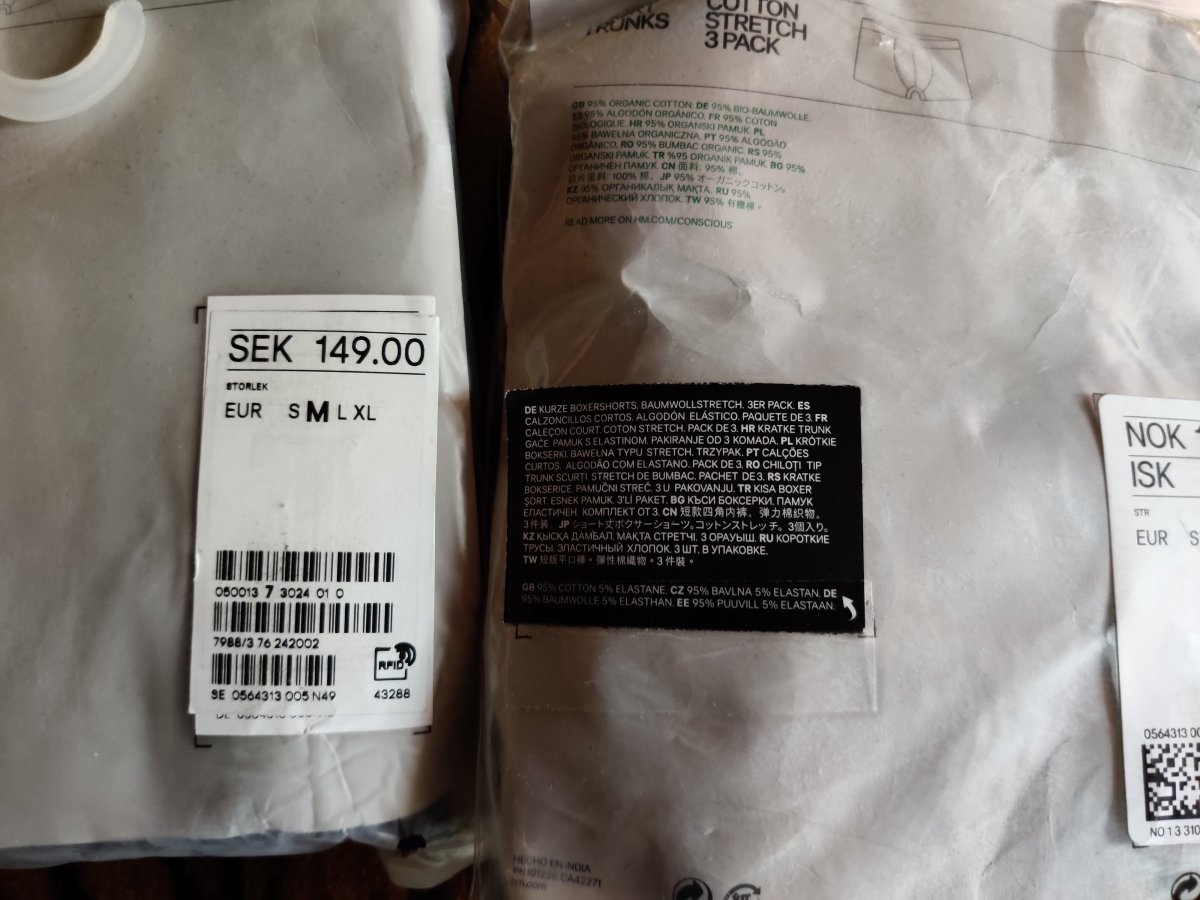 SEK 149.00
STORLEK
EUR S M L XL
050013 7 3024 01 0
7988/3 76 242002
RFID
SE 0564313 005 N49 43288
TRUNKS
COTTON
STRETCH
3 PACK
GB 95% ORGANIC COTTON. DE 95% BIO-BAUMWOLLE.
ES 95% ALGODÓN ORGÁNICO. FR 95% COTON
BIOLOGIQUE. HR 95% ORGANSKI PAMUK. PL
95% BAWEŁNA ORGANICZNA. PT 95% ALGODÃO
ORGÂNICO. RO 95% BUMBAC ORGANIC. RS 95%
ORGANSKI PAMUK. TR %95 ORGANIK PAMUK. BG 95%
ОРГАНИЧЕН ПАМУК. CN 面料: 95% 棉。
里料: 100% 棉。 JP 95% オーガニックコットン。
KZ 95% ОРГАНИКАЛЫҚ МАҚТА. RU 95%
ОРГАНИЧЕСКИЙ ХЛОПОК. TW 95% 有機棉。
READ MORE ON HM.COM/CONSCIOUS
DE KURZE BOXERSHORTS. BAUMWOLLSTRETCH. 3ER PACK. ES
CALZONCILLOS CORTOS. ALGODÓN ELÁSTICO. PAQUETE DE 3. FR
CALEÇON COURT. COTON STRETCH. PACK DE 3. HR KRATKE TRUNK
GAĆE. PAMUK S ELASTINOM. PAKIRANJE OD 3 KOMADA. PL KRÓTKIE
BOKSERKI. BAWEŁNA TYPU STRETCH. TRZYPAK. PT CALÇÕES
CURTOS. ALGODÃO COM ELASTANO. PACK DE 3. RO CHILOȚI TIP
TRUNK SCURȚI. STRETCH DE BUMBAC. PACHET DE 3. RS KRATKE
BOKSERICE. PAMUČNI STREČ. 3 U PAKOVANJU. TR KISA BOXER
ŞORT. ESNEK PAMUK. 3'LÜ PAKET. BG КЪСИ БОКСЕРКИ. ПАМУК
ЕЛАСТИЧЕН. КОМПЛЕКТ ОТ 3. CN 短款四角内裤。弹力棉织物。
3件装。 JP ショート丈ボクサーショーツ。コットンストレッチ。3個入り。
KZ ҚЫСҚА ДАМБАЛ. МАҚТА СТРЕТЧ. 3 ОРАУЫШ. RU КОРОТКИЕ
ТРУСЫ. ЭЛАСТИЧНЫЙ ХЛОПОК. 3 ШТ. В УПАКОВКЕ.
TW 短版平口褲。彈性棉織物。3件裝。
GB 95% COTTON 5% ELASTANE. CZ 95% BAVLNA 5% ELASTAN. DE
95% BAUMWOLLE 5% ELASTHAN. EE 95% PUUVILL 5% ELASTAAN.
HECHO EN INDIA
RN101255 CA42271
hm.com
NOK
ISK
STR
EUR S
0564313 00
NO 1 3 310